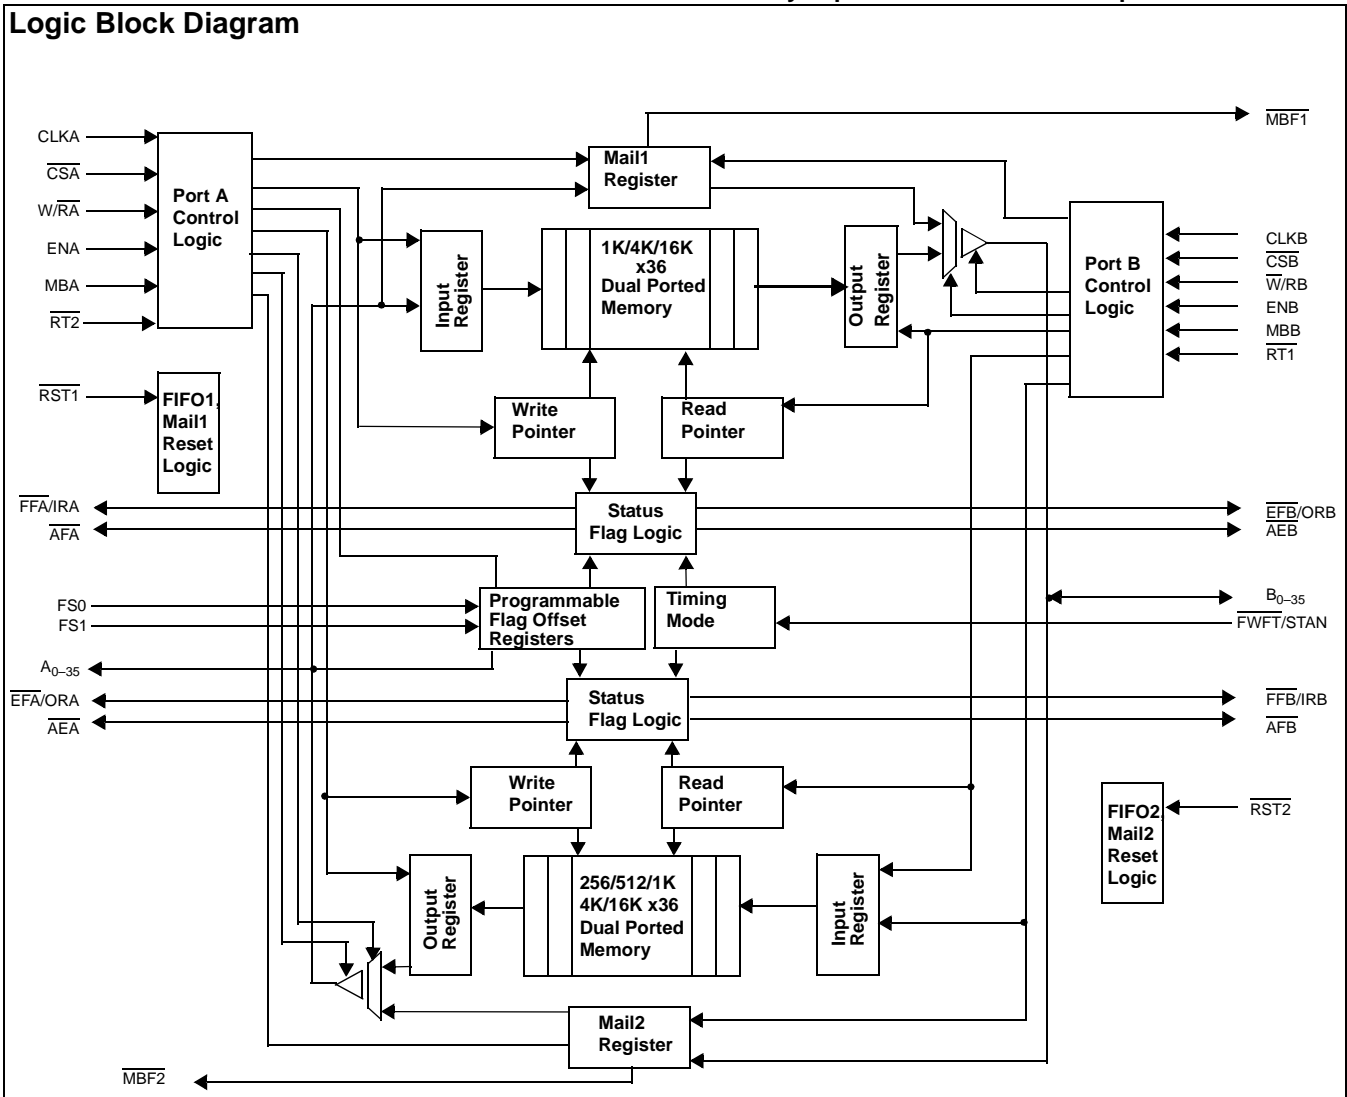 Logic Block Diagram
MBF1
CLKA
CSA
W/RA
ENA
MBA
RT2
Port A
Control
Logic
Mail1
Register
CLKB
CSB
W/RB
ENB
MBB
RT1
Port B
Control
Logic
Input
Register
1K/4K/16K
x36
Dual Ported
Memory
Output
Register
RST1
FIFO1,
Mail1
Reset
Logic
Write
Pointer
Read
Pointer
FFA/IRA
AFA
Status
Flag Logic
EFB/ORB
AEB
FS0
FS1
Programmable
Flag Offset
Registers
Timing
Mode
B0–35
FWFT/STAN
A0–35
EFA/ORA
AEA
Status
Flag Logic
FFB/IRB
AFB
Write
Pointer
Read
Pointer
FIFO2,
Mail2
Reset
Logic
RST2
Output
Register
256/512/1K
4K/16K x36
Dual Ported
Memory
Input
Register
Mail2
Register
MBF2